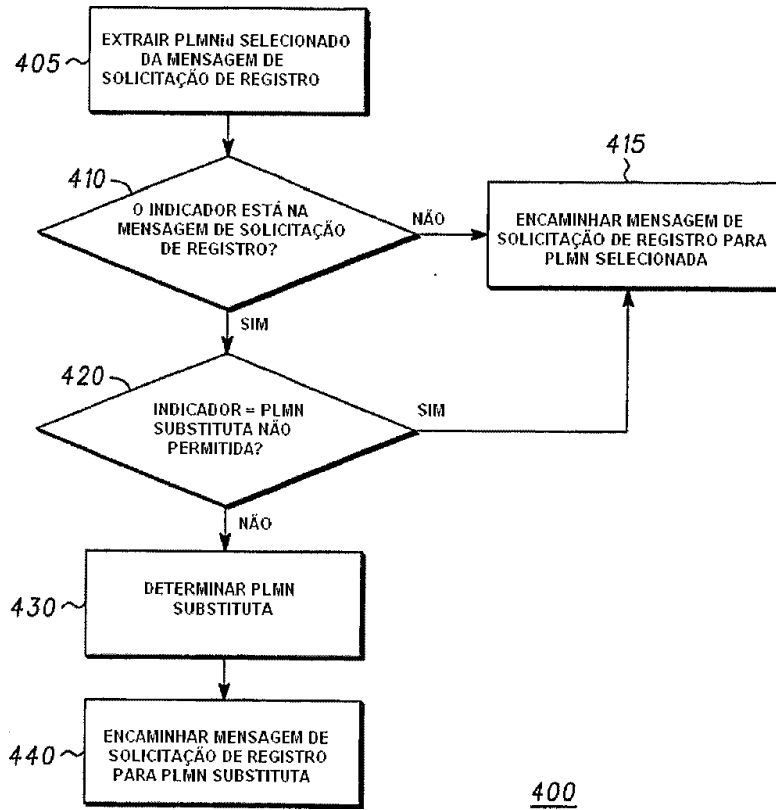 405
EXTRAIR PLMNid SELECIONADO
DA MENSAGEM DE
SOLICITAÇÃO DE REGISTRO
410
O INDICADOR ESTÁ NA
MENSAGEM DE SOLICITAÇÃO
DE REGISTRO?
NÃO
415
ENCAMINHAR MENSAGEM DE
SOLICITAÇÃO DE REGISTRO PARA
PLMN SELECIONADA
SIM
420
INDICADOR = PLMN
SUBSTITUTA NÃO
PERMITIDA?
SIM
NÃO
430
DETERMINAR PLMN
SUBSTITUTA
440
ENCAMINHAR MENSAGEM DE
SOLICITAÇÃO DE REGISTRO
PARA PLMN SUBSTITUTA
400